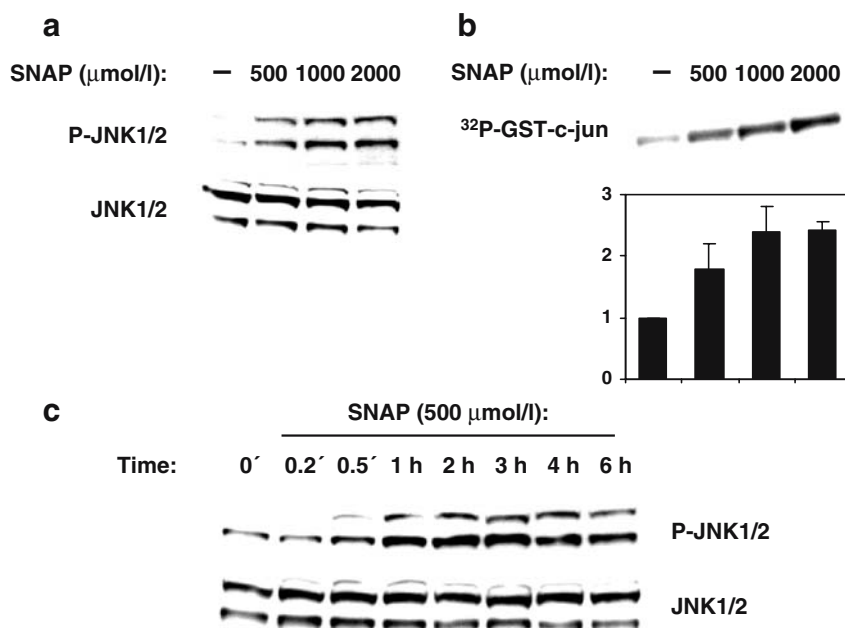 a
SNAP (μmol/l): – 500 1000 2000
P-JNK1/2
JNK1/2
b
SNAP (μmol/l): – 500 1000 2000
³²P-GST-c-jun
3
2
1
0
c
SNAP (500 μmol/l):
Time: 0´ 0.2´ 0.5´ 1 h 2 h 3 h 4 h 6 h
P-JNK1/2
JNK1/2